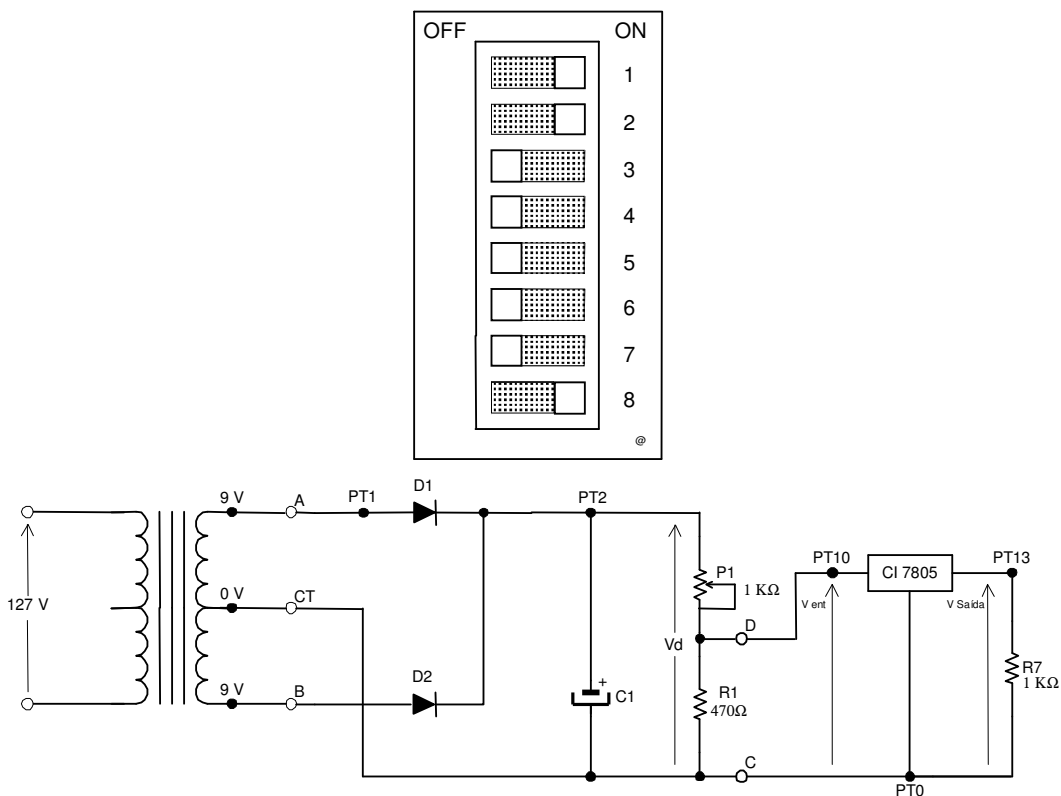 OFF ON
1
2
3
4
5
6
7
8
@
9 V A PT1 D1 PT2
127 V
0 V CT
9 V B D2
+
C1
Vd
P1
1 KΩ
D
R1
470Ω
C
PT10 CI 7805 PT13
V ent V Saída
R7
1 KΩ
PT0